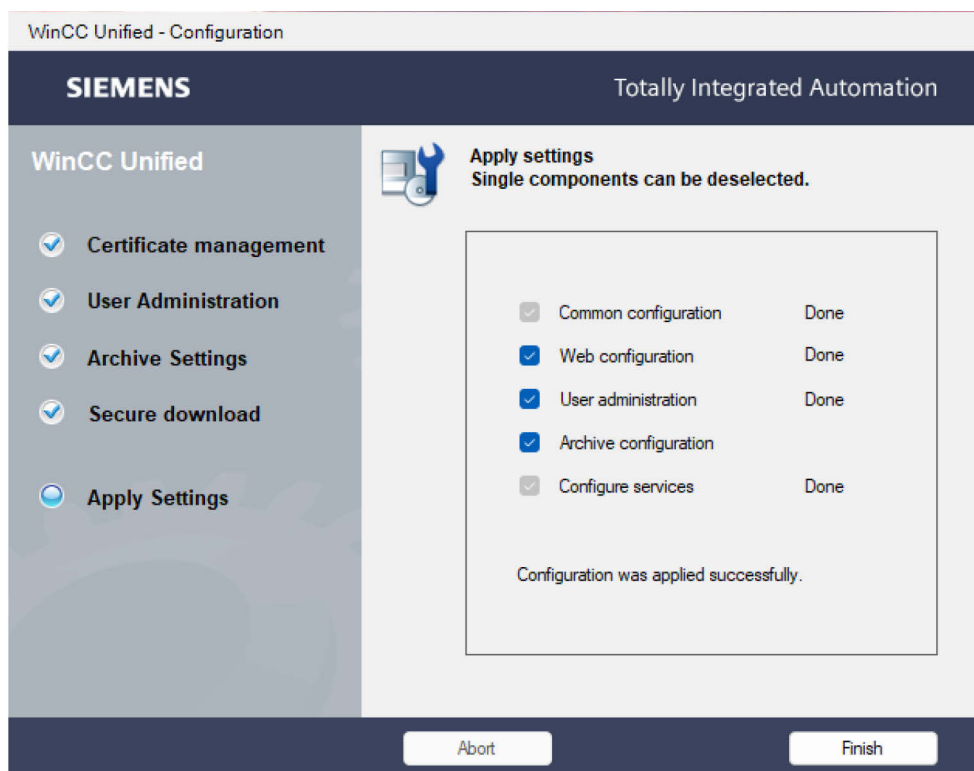 WinCC Unified - Configuration
SIEMENS
Totally Integrated Automation
WinCC Unified
Certificate management
User Administration
Archive Settings
Secure download
Apply Settings
Apply settings
Single components can be deselected.
Common configuration Done
Web configuration Done
User administration Done
Archive configuration
Configure services Done
Configuration was applied successfully.
Abort
Finish